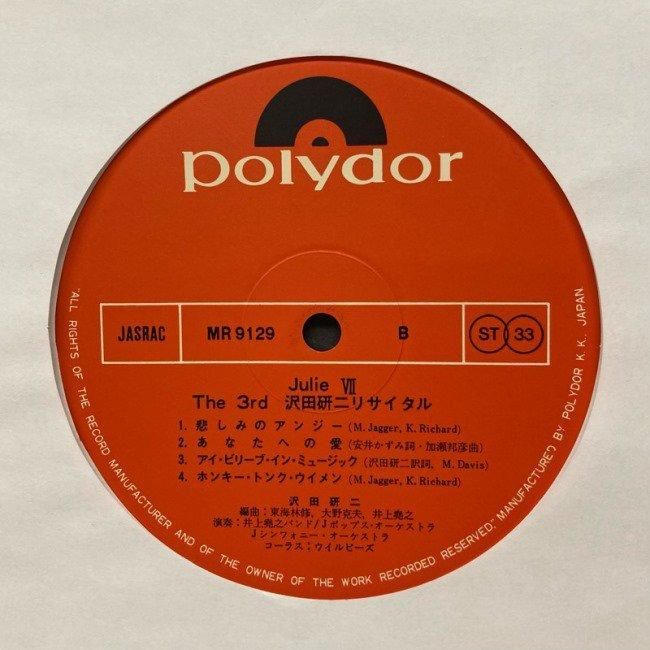 polydor
JASRAC MR 9129 B ST 33
Julie Ⅶ
The 3rd 沢田研二リサイタル
1. 悲しみのアンジー (M. Jagger, K. Richard)
2. あなたへの愛 (安井かずみ詞・加瀬邦彦曲)
3. アイ・ビリーブ・イン・ミュージック (沢田研二訳詞, M. Davis)
4. ホンキー・トンク・ウイメン (M. Jagger, K. Richard)
沢田研二
編曲：東海林修, 大野克夫, 井上堯之
演奏：井上堯之バンド/Jポップス・オーケストラ
Jシンフォニー・オーケストラ
コーラス：ウイルビーズ
"ALL RIGHTS OF THE RECORD MANUFACTURER AND OF THE OWNER OF THE WORK RECORDED RESERVED. MANUFACTURED BY POLYDOR K.K., JAPAN.